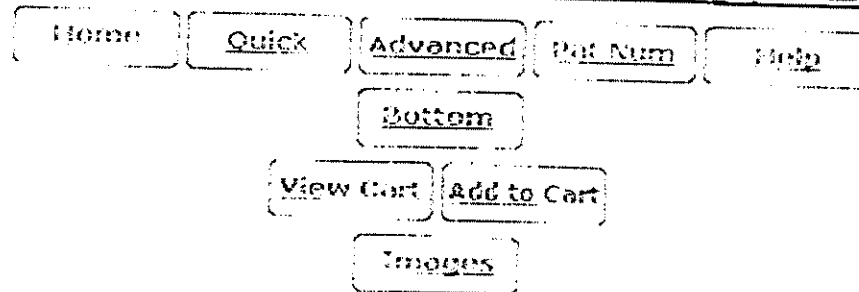 Home Quick Advanced Pat Num Help
Bottom
View Cart Add to Cart
Images